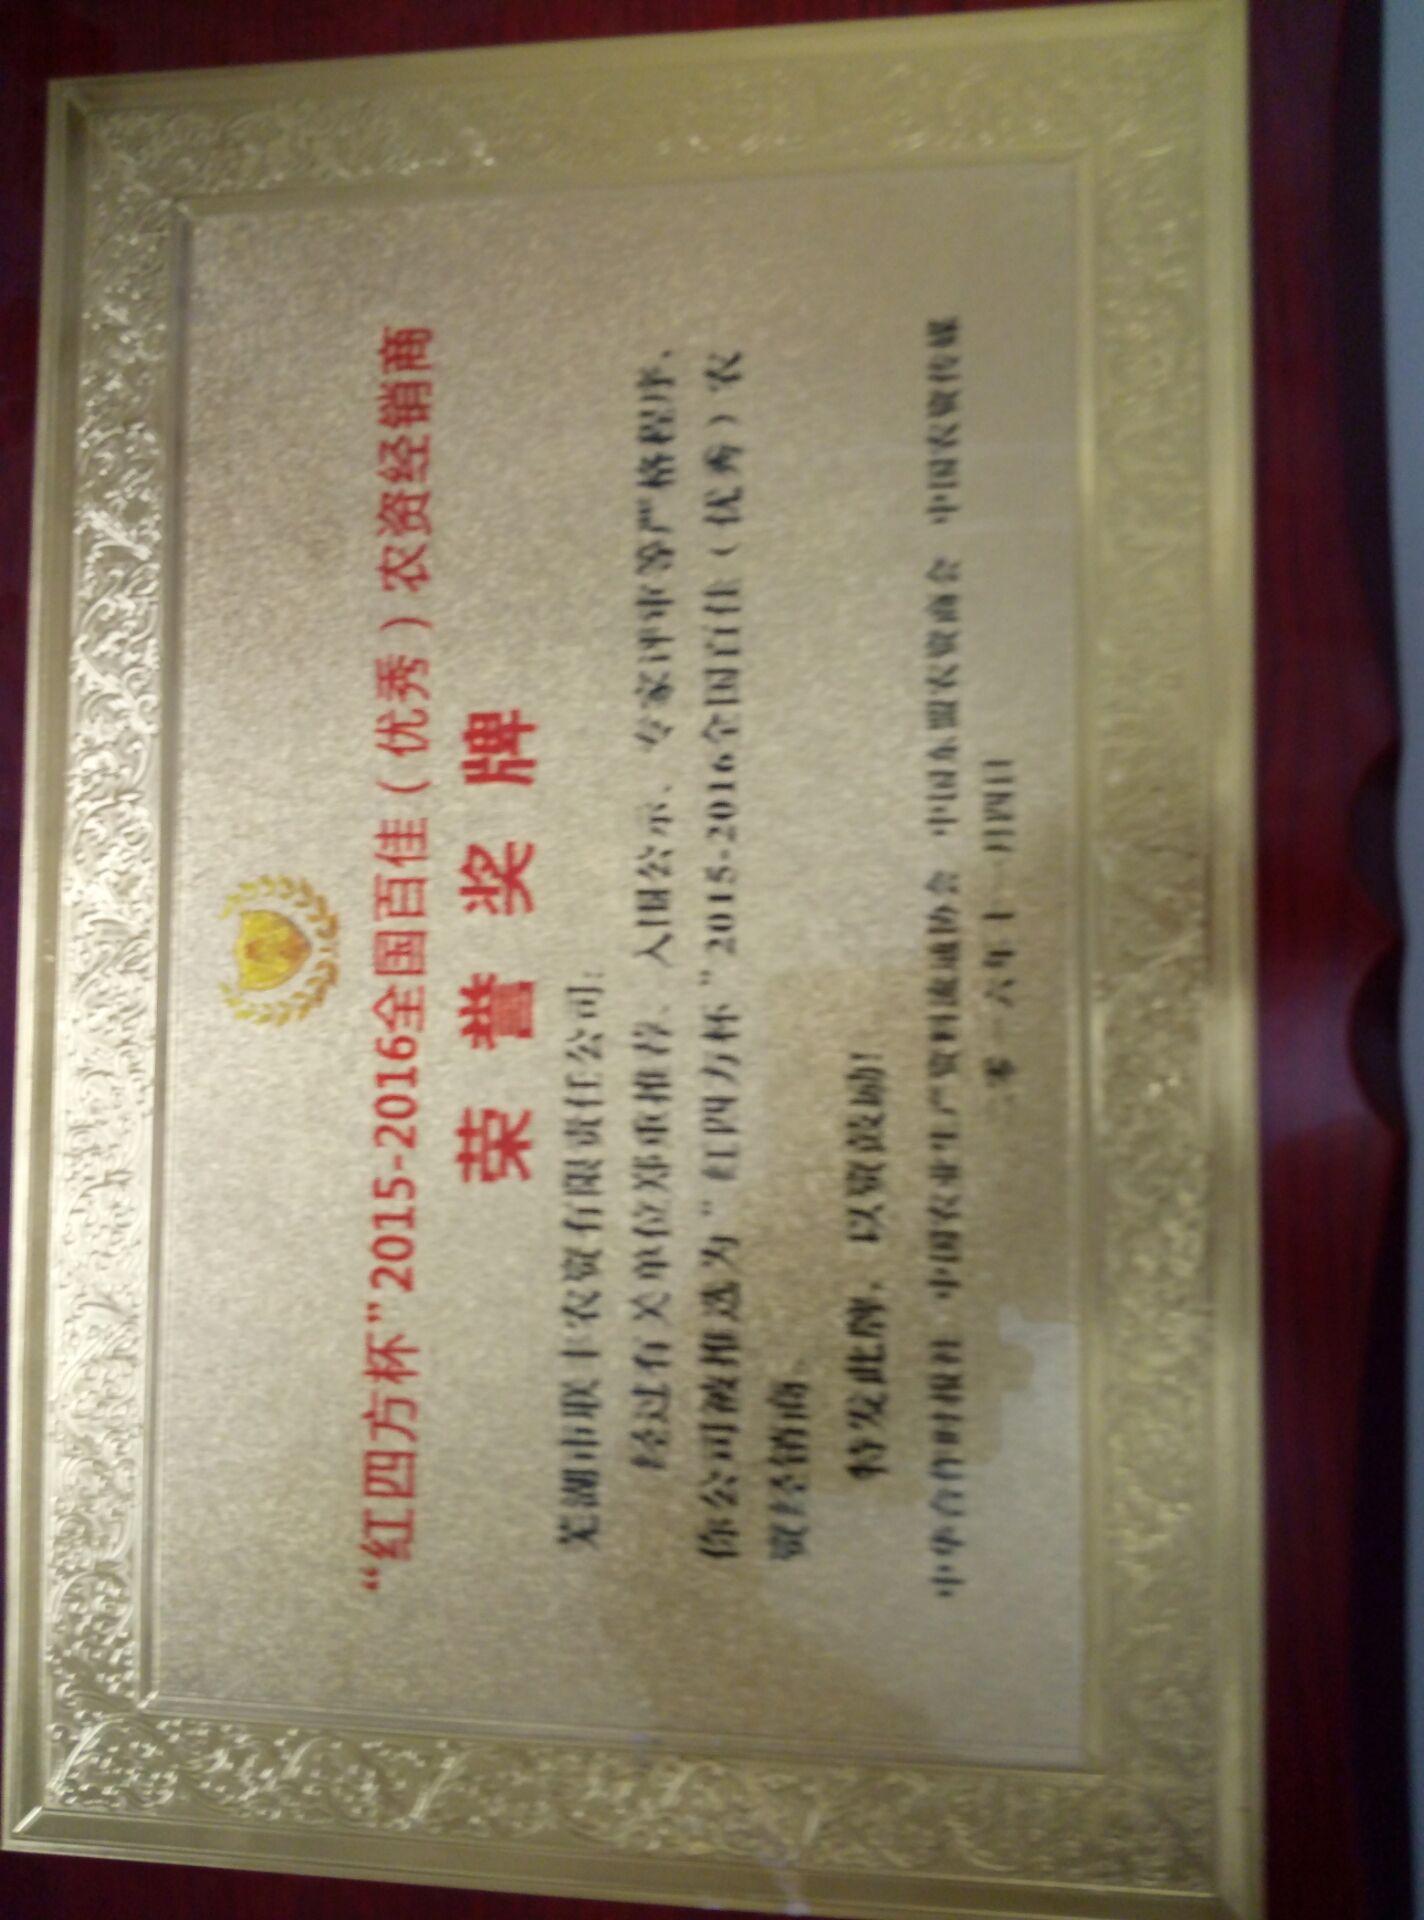 “红四方杯”2015-2016全国百佳（优秀）农资经销商
荣誉奖牌
芜湖市联丰农资有限责任公司：
经过有关单位郑重推荐、入围公示、专家评审等严格程序，
你公司被推选为“红四方杯”2015-2016全国百佳（优秀）农
资经销商。
特发此牌，以资鼓励！
中华合作时报社 中国农业生产资料流通协会 中国东盟农资商会 中国农资传媒
二零一六年十一月四日